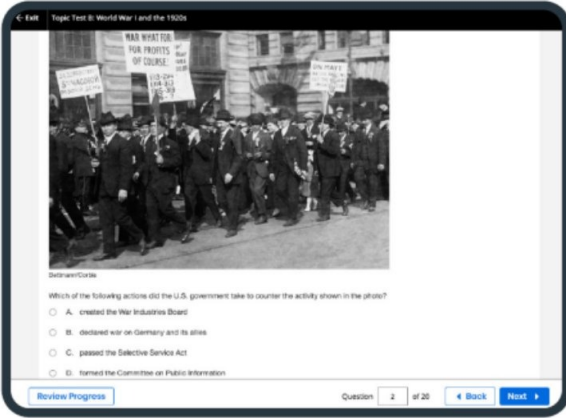 Exit Topic Test B: World War I and the 1920s
WAR WHAT FOR
FOR PROFITS
OF COURSE
Bettmann/Corbis
Which of the following actions did the U.S. government take to counter the activity shown in the photo?
A. created the War Industries Board
B. declared war on Germany and its allies
C. passed the Selective Service Act
D. formed the Committee on Public Information
Review Progress
Question 2 of 20
Back
Next